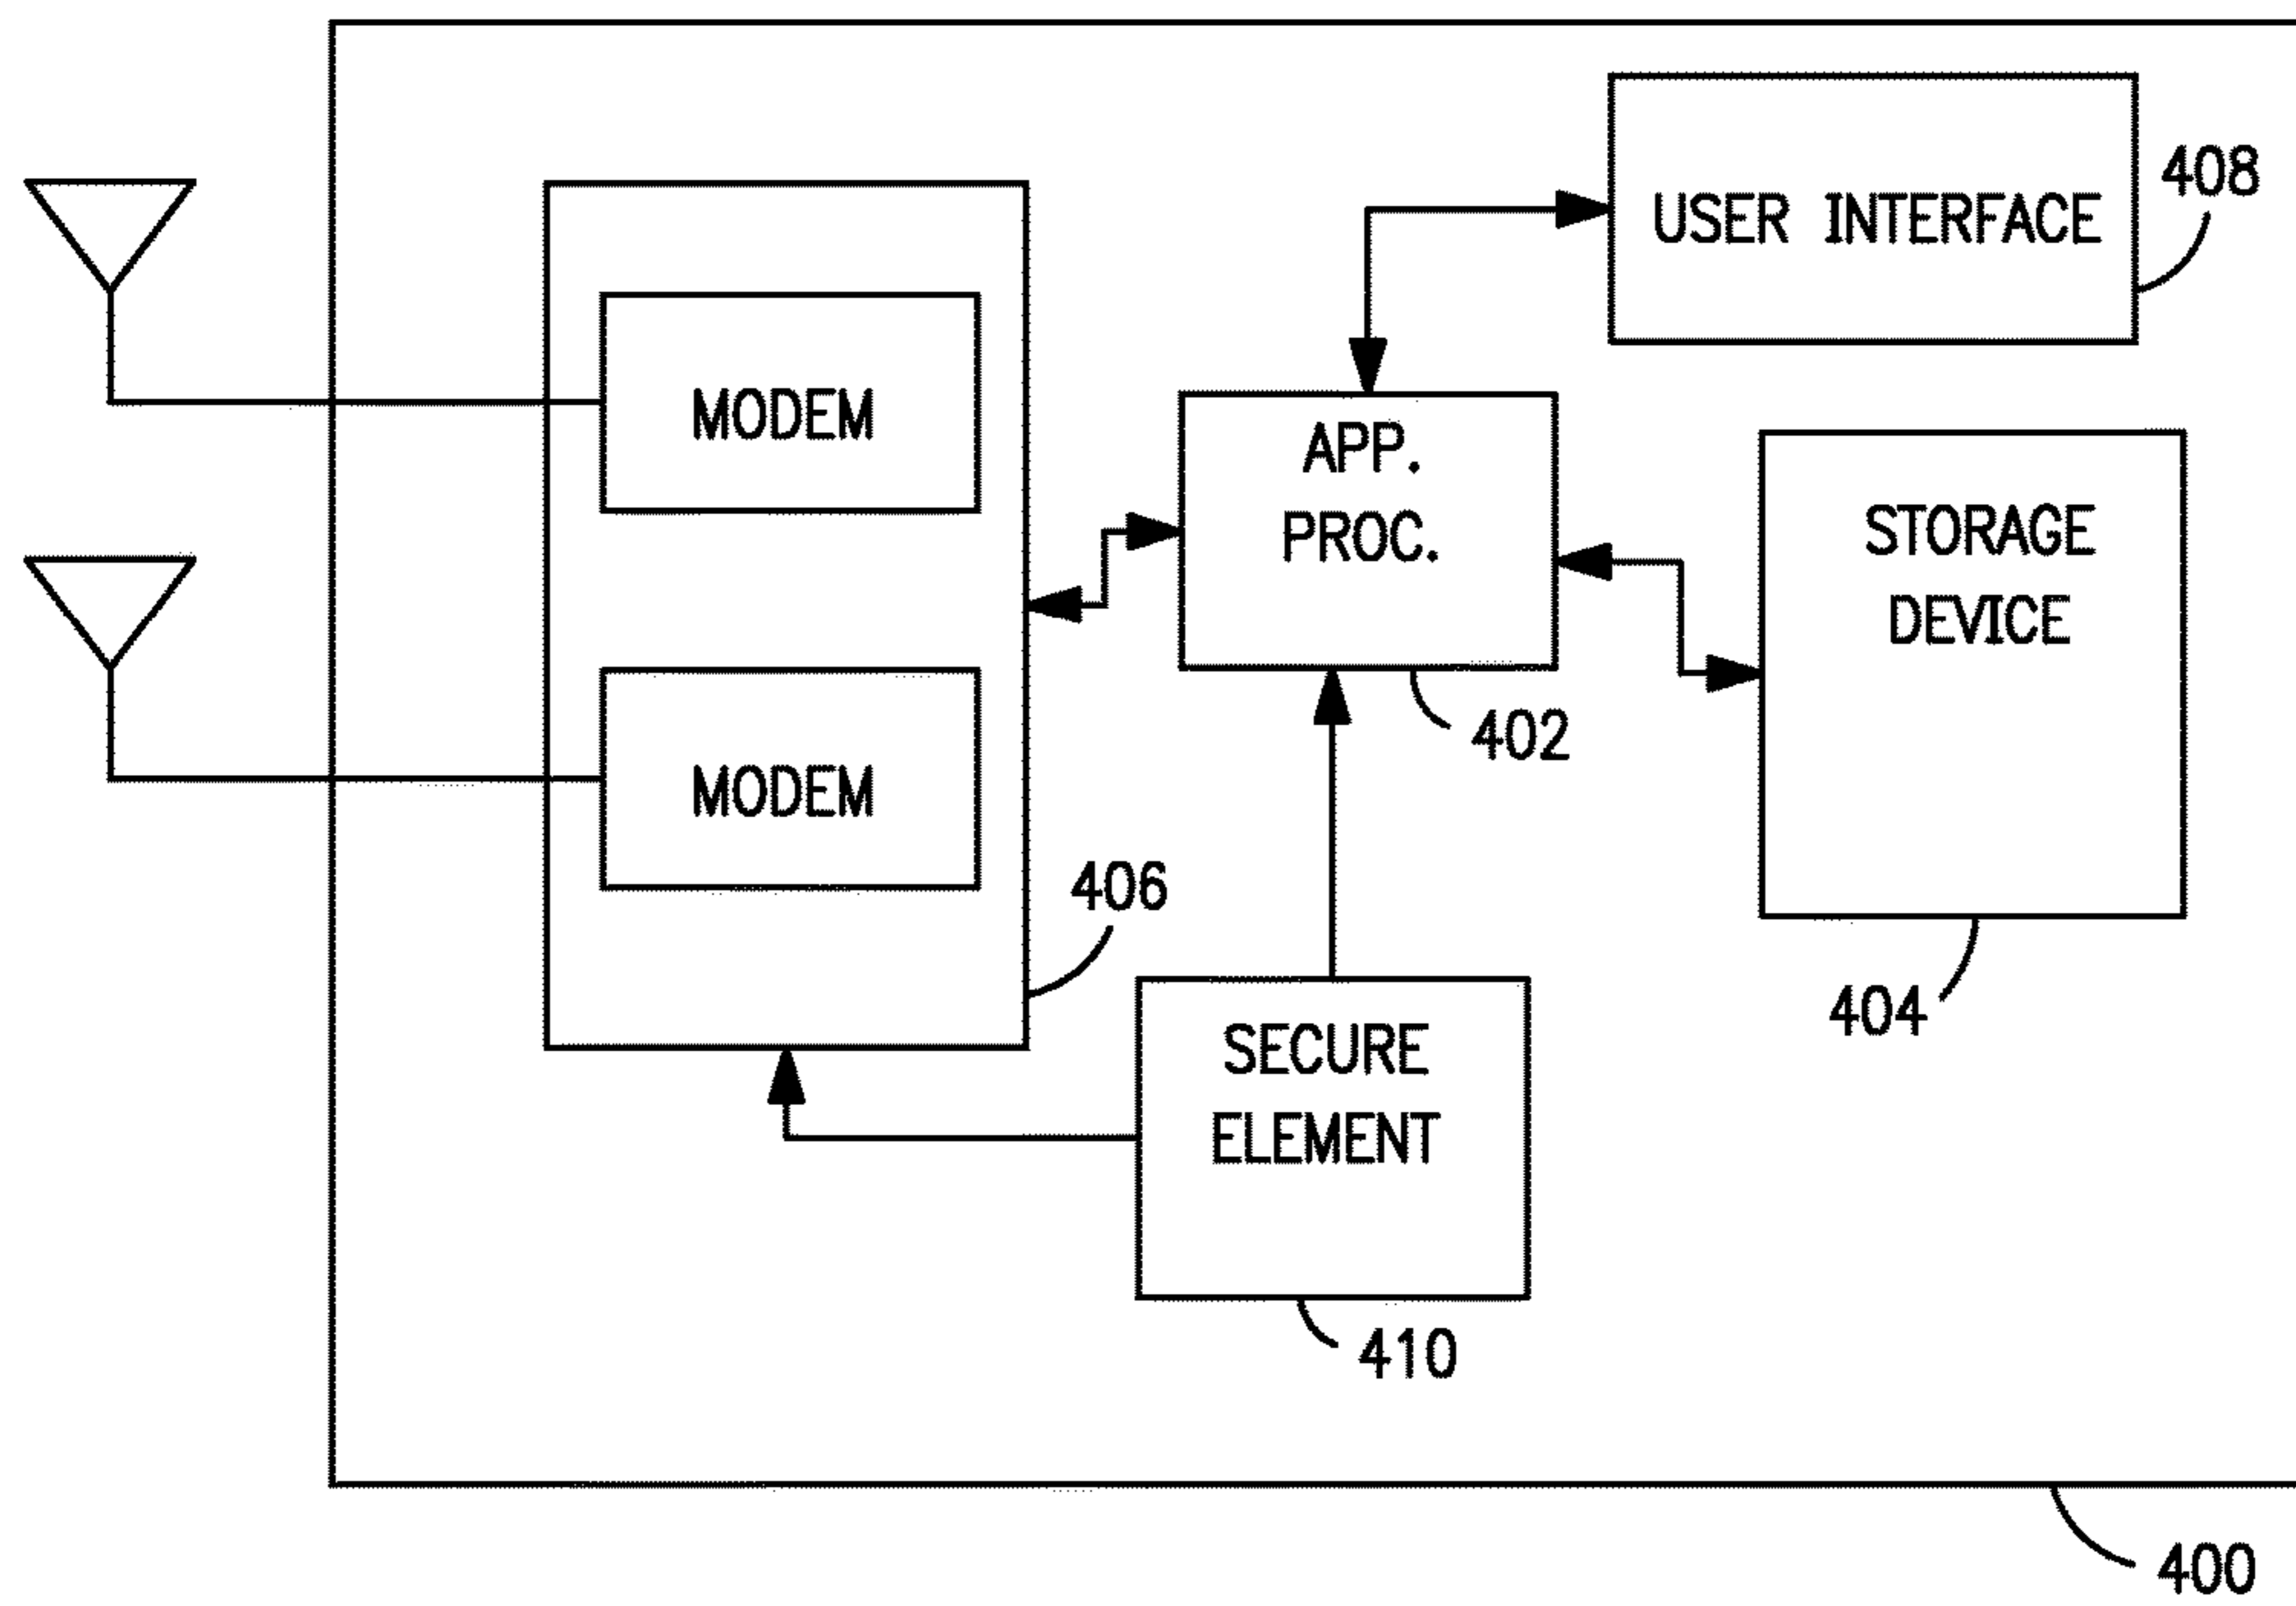 408
USER INTERFACE
MODEM
APP.
PROC.
STORAGE
DEVICE
402
MODEM
406
404
SECURE
ELEMENT
410
400